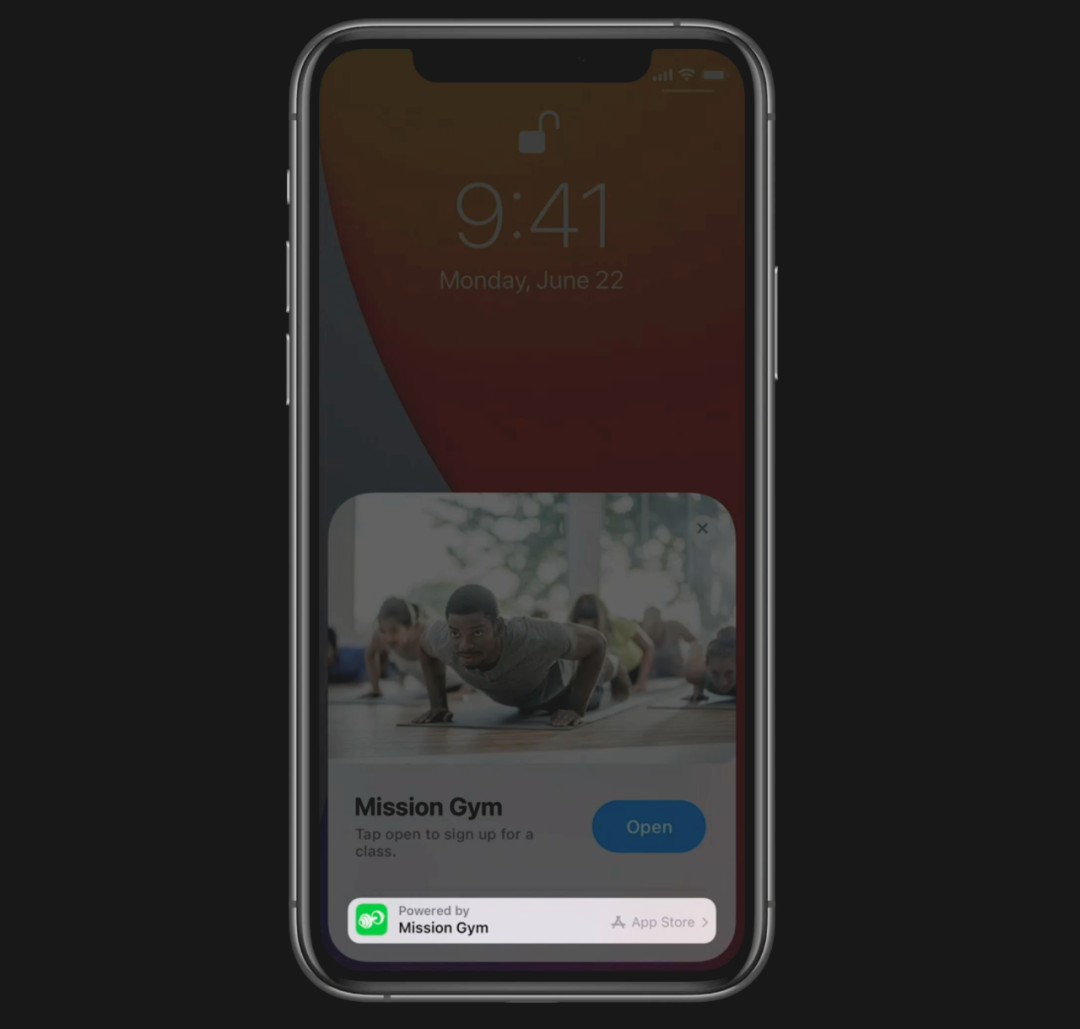 9:41
Monday, June 22
Mission Gym
Tap open to sign up for a
class.
Open
Powered by
Mission Gym
App Store